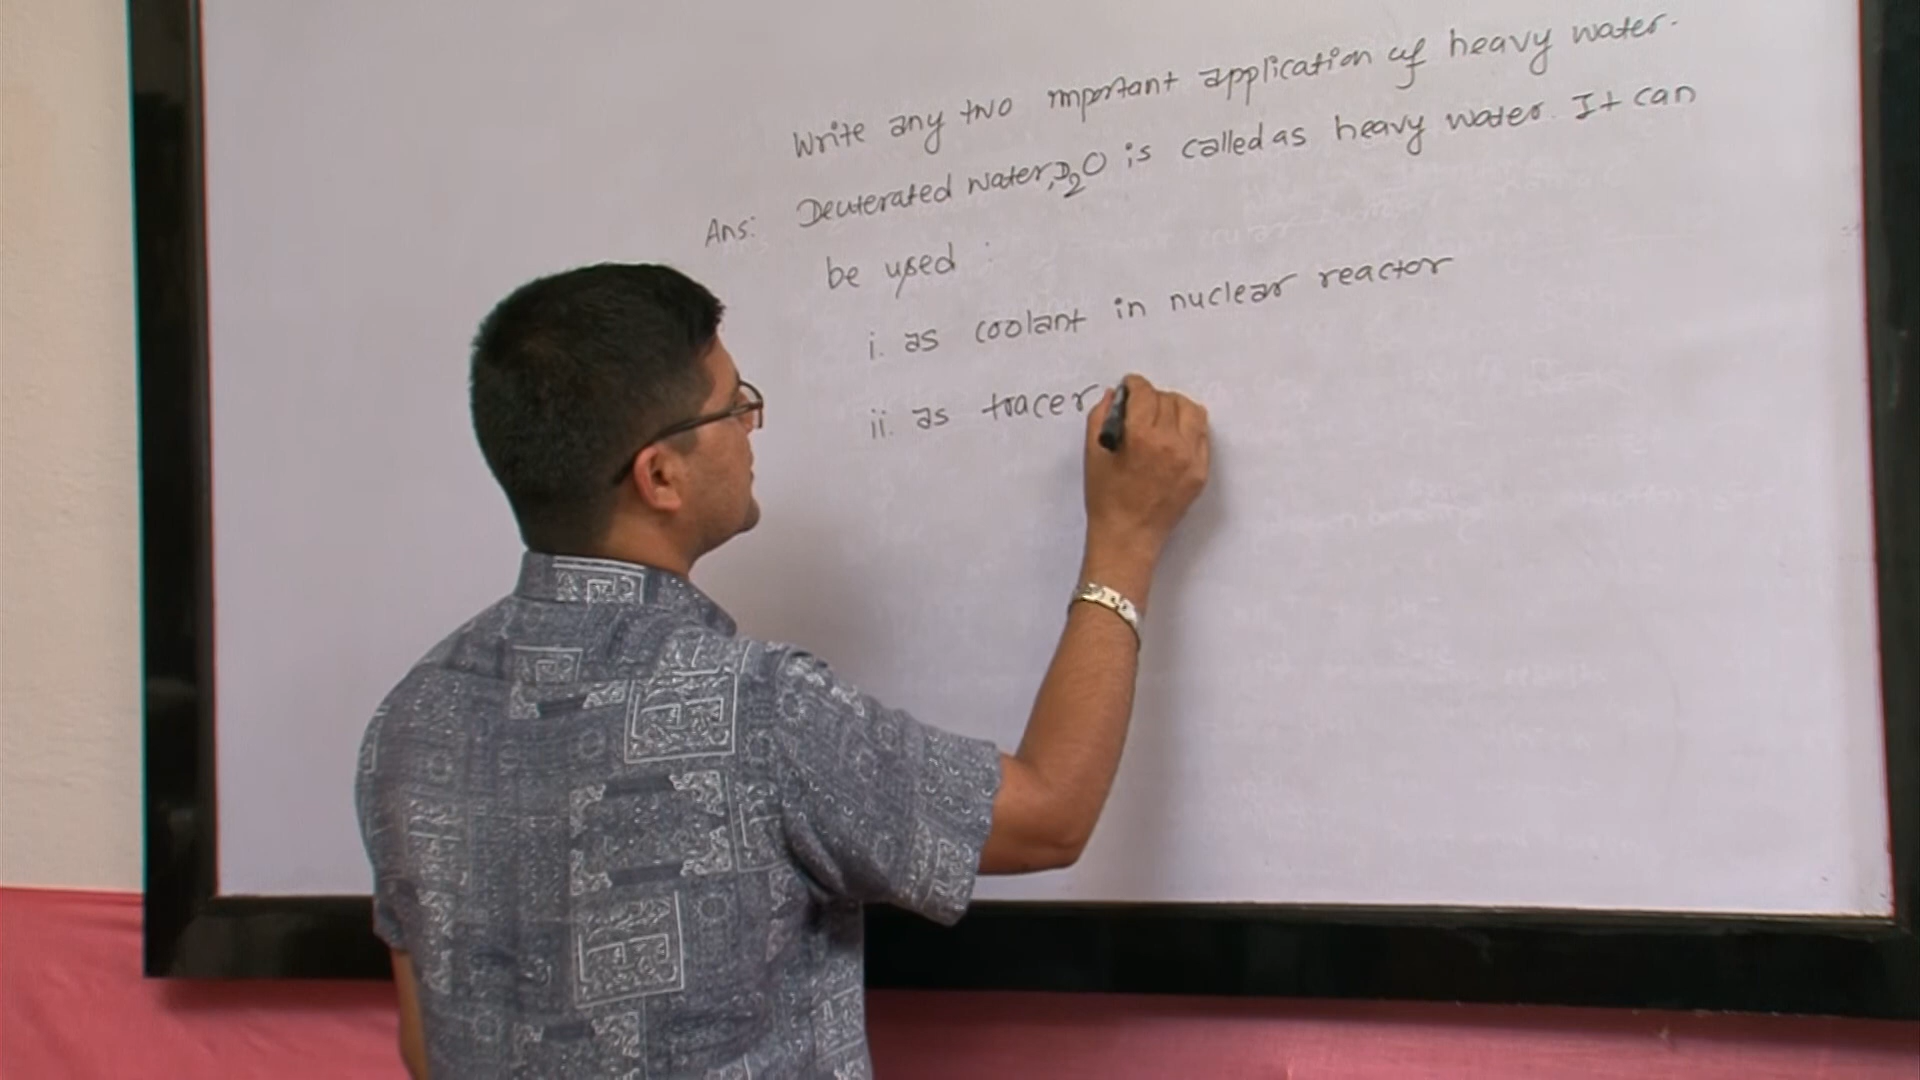 Write any two mportant application of heavy water.
Ans: Deuterated water, D2O is called as heavy water. It can
be used :
i. as coolant in nuclear reactor
ii. as tracer